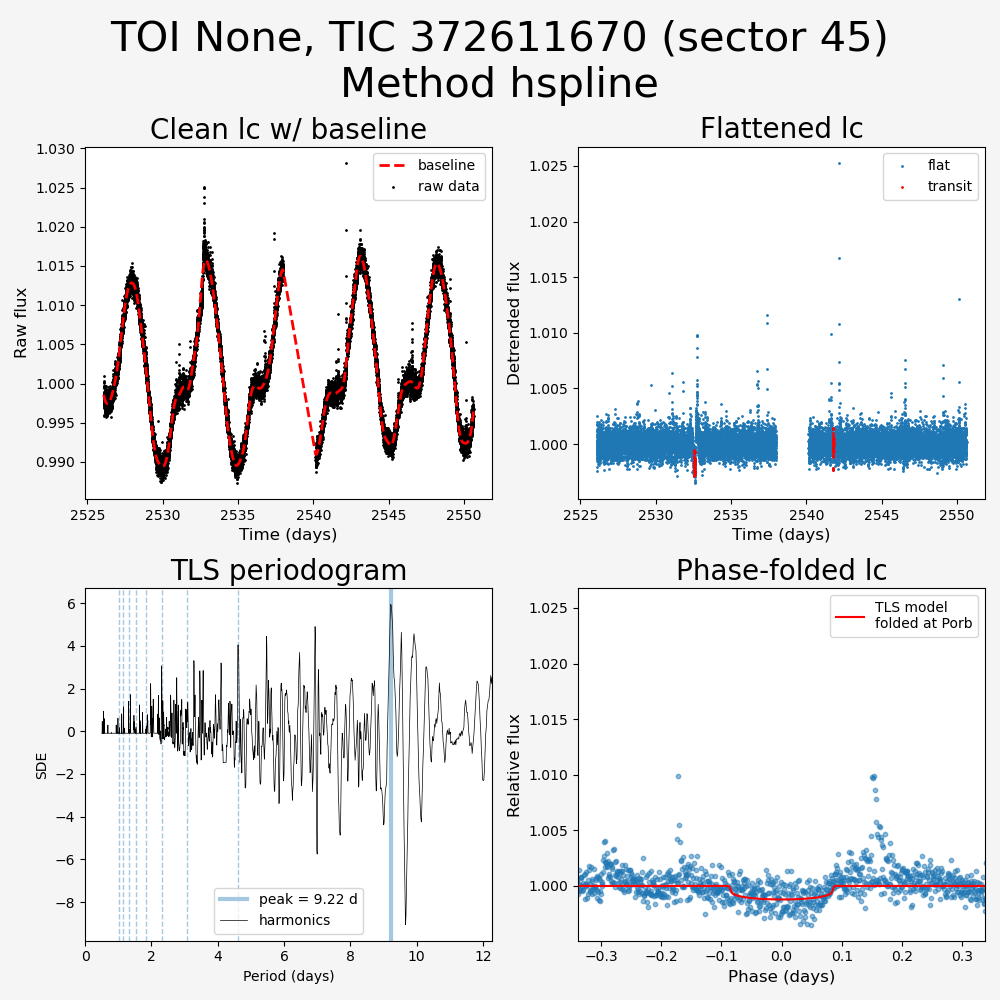 TOI None, TIC 372611670 (sector 45)
Method hspline
Clean lc w/ baseline
Raw flux
1.030
1.025
1.020
1.015
1.010
1.005
1.000
0.995
0.990
baseline
raw data
2525
2530
2535
2540
2545
2550
Time (days)
Flattened lc
Detrended flux
1.025
1.020
1.015
1.010
1.005
1.000
flat
transit
2525
2530
2535
2540
2545
2550
Time (days)
TLS periodogram
SDE
6
4
2
0
−2
−4
−6
−8
peak = 9.22 d
harmonics
0
2
4
6
8
10
12
Period (days)
Phase-folded lc
Relative flux
1.025
1.020
1.015
1.010
1.005
1.000
TLS model
folded at Porb
−0.3
−0.2
−0.1
0.0
0.1
0.2
0.3
Phase (days)